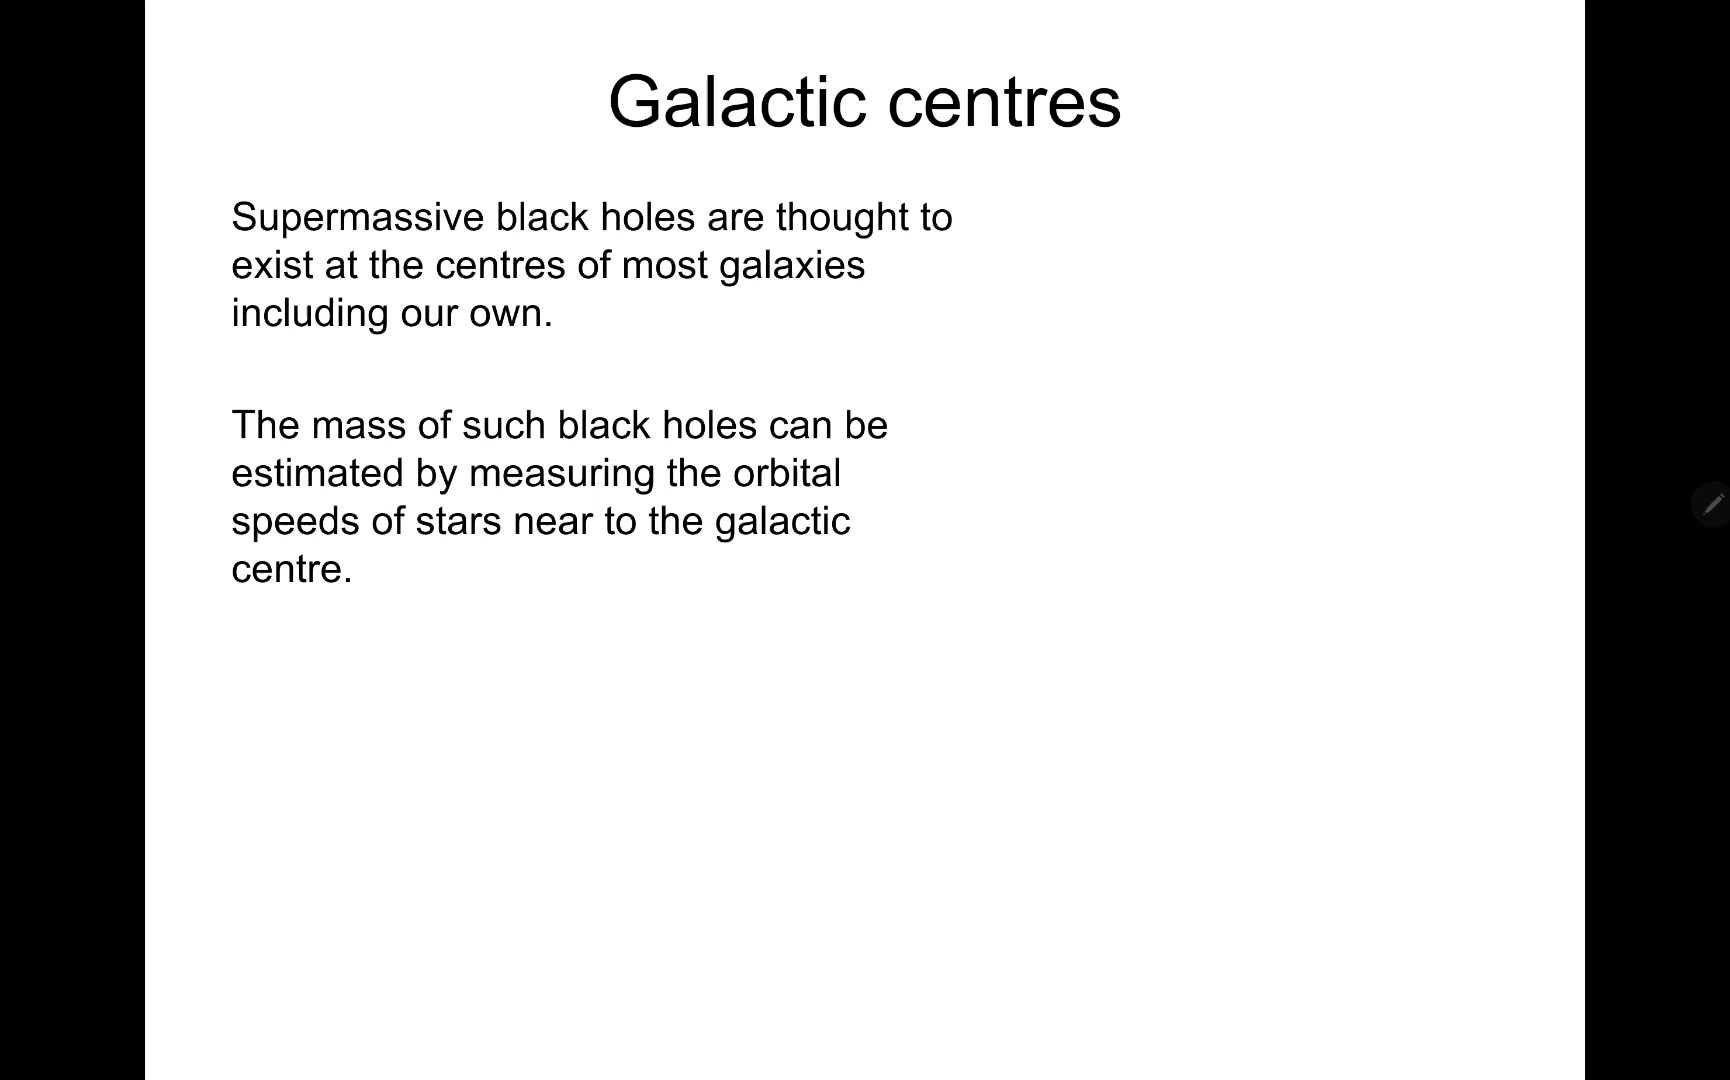 Galactic centres
Supermassive black holes are thought to
exist at the centres of most galaxies
including our own.
The mass of such black holes can be
estimated by measuring the orbital
speeds of stars near to the galactic
centre.